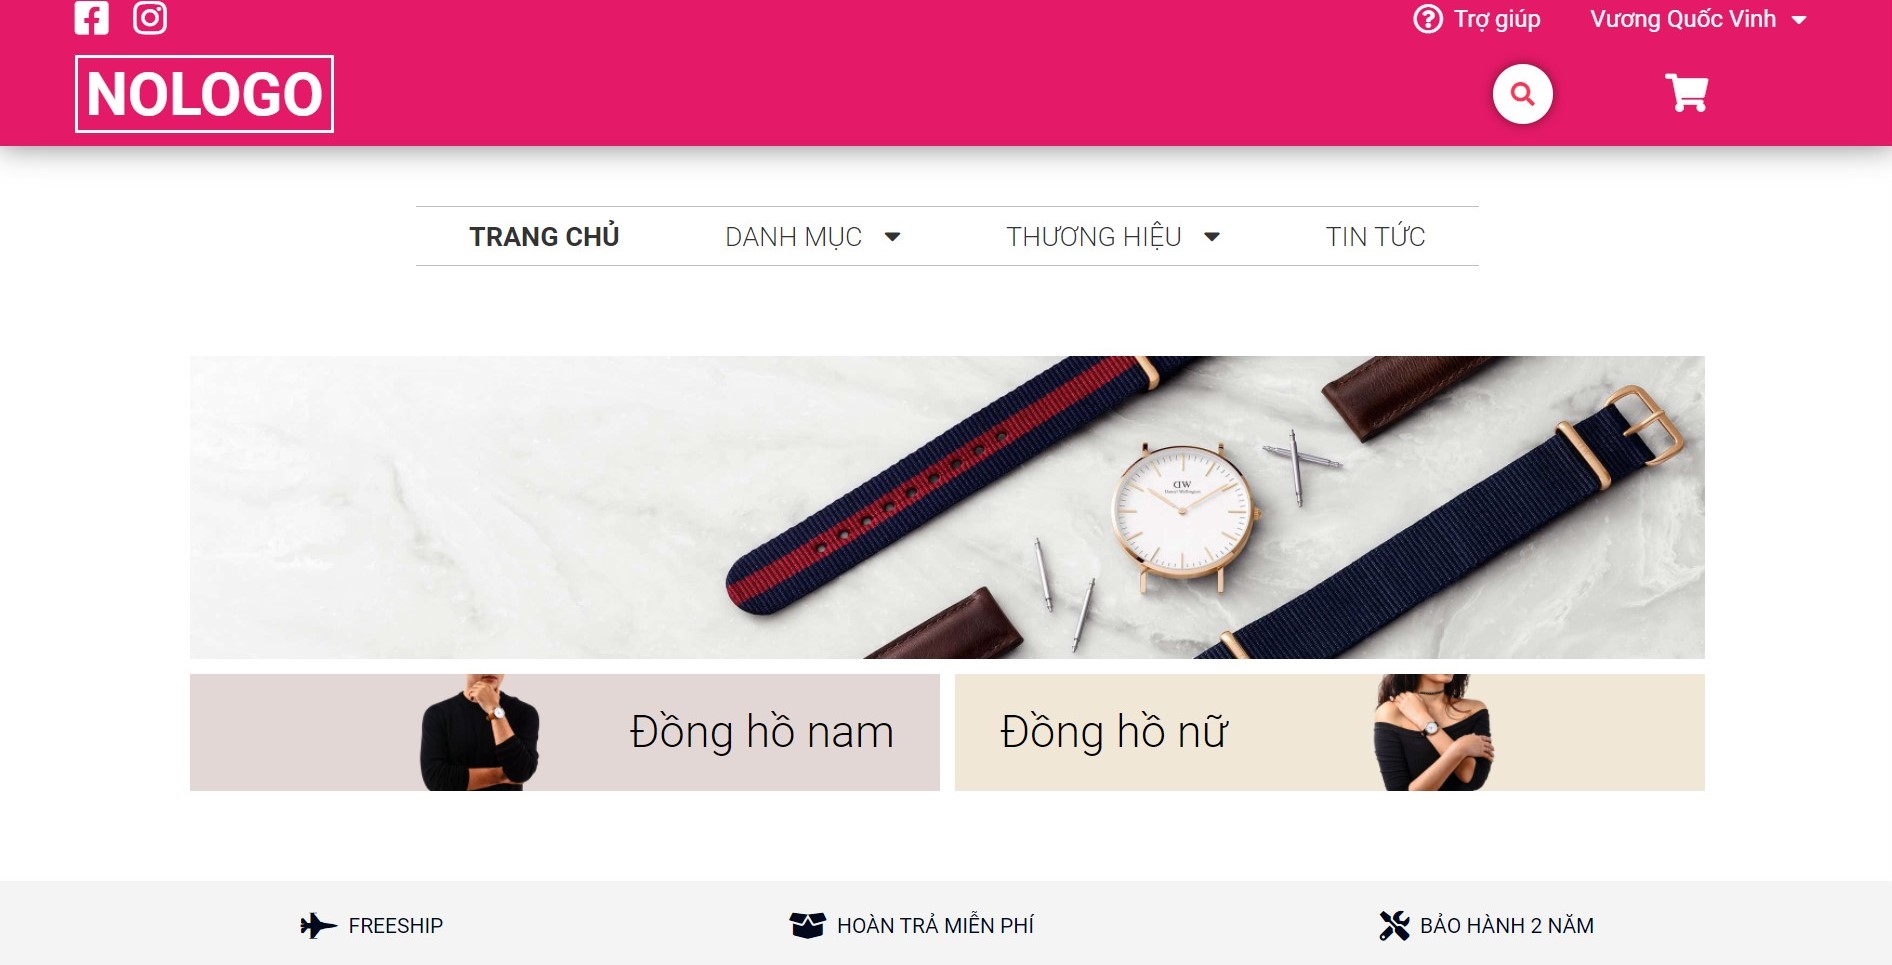 Trợ giúp
Vương Quốc Vinh
NOLOGO
TRANG CHỦ
DANH MỤC
THƯƠNG HIỆU
TIN TỨC
DW
Daniel Wellington
Đồng hồ nam
Đồng hồ nữ
FREESHIP
HOÀN TRẢ MIỄN PHÍ
BẢO HÀNH 2 NĂM